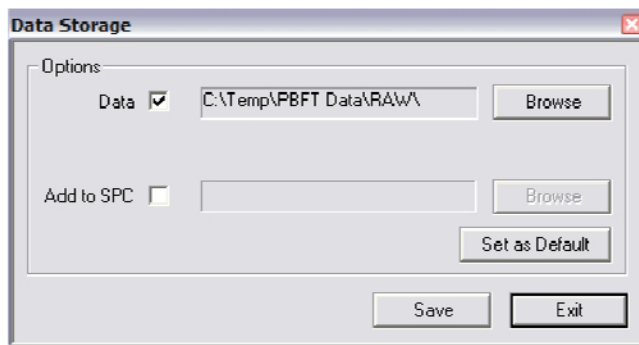 Data Storage
Options
Data C:\Temp\PBFT Data\RAW\ Browse
Add to SPC Browse
Set as Default
Save Exit